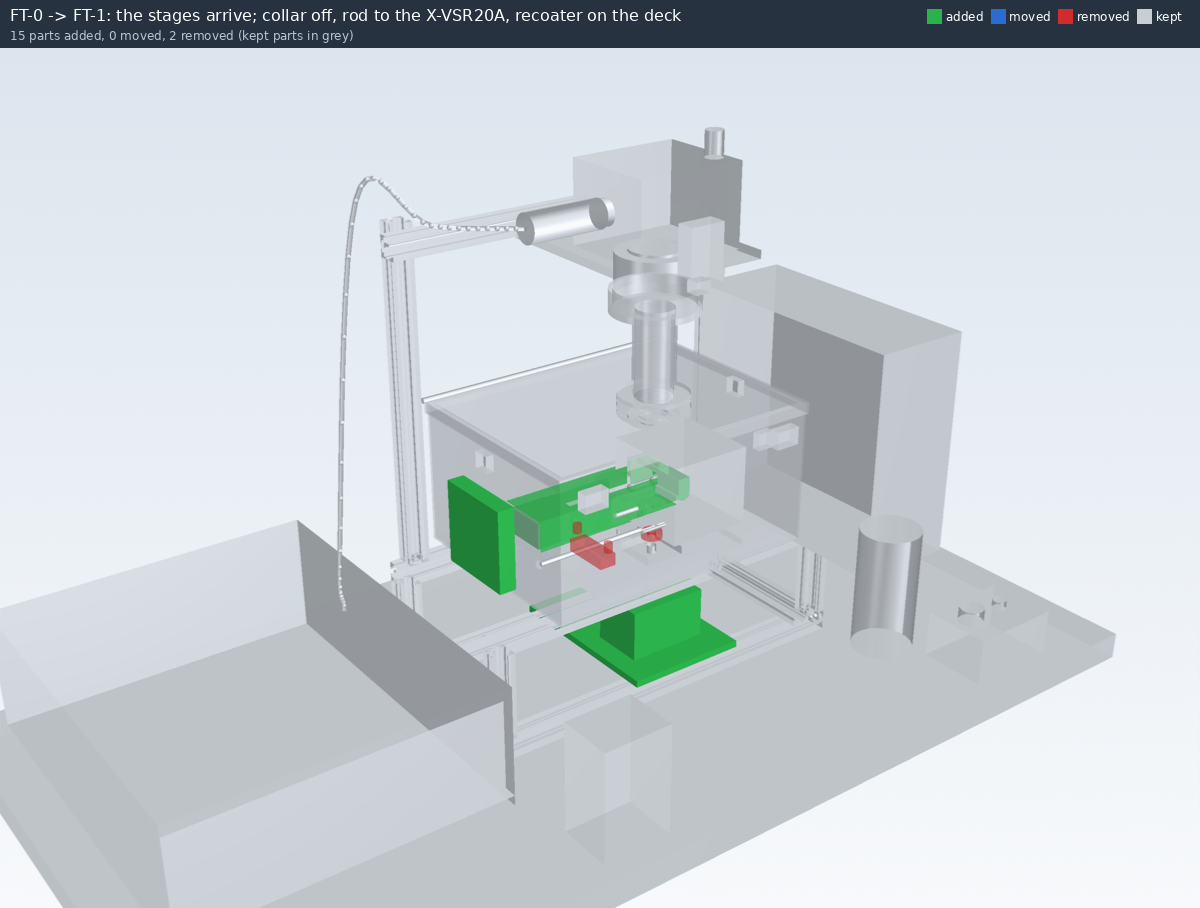 FT-0 -> FT-1: the stages arrive; collar off, rod to the X-VSR20A, recoater on the deck
15 parts added, 0 moved, 2 removed (kept parts in grey)
added moved removed kept